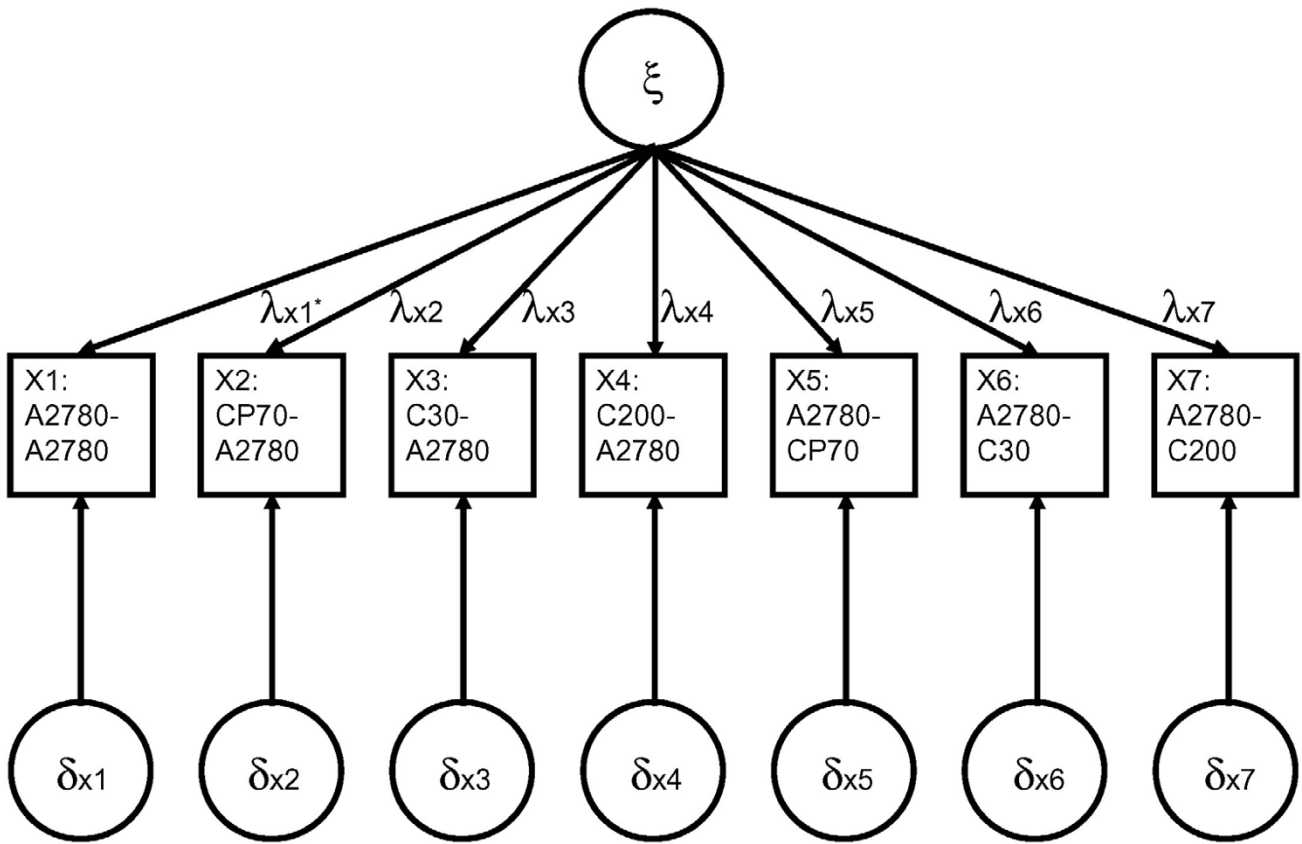 ξ
λx1* λx2 λx3 λx4 λx5 λx6 λx7
X1:
A2780-
A2780
X2:
CP70-
A2780
X3:
C30-
A2780
X4:
C200-
A2780
X5:
A2780-
CP70
X6:
A2780-
C30
X7:
A2780-
C200
δx1 δx2 δx3 δx4 δx5 δx6 δx7